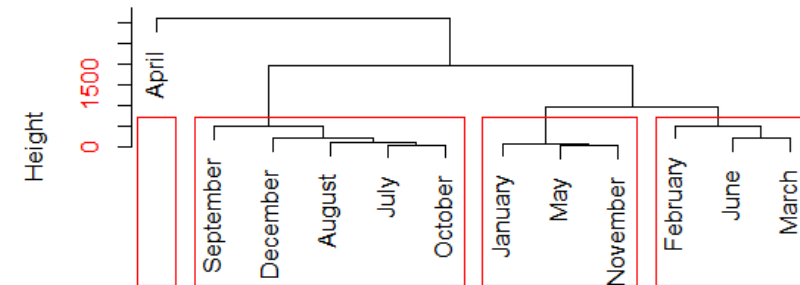 Height
1500
0
April
September
December
August
July
October
January
May
November
February
June
March